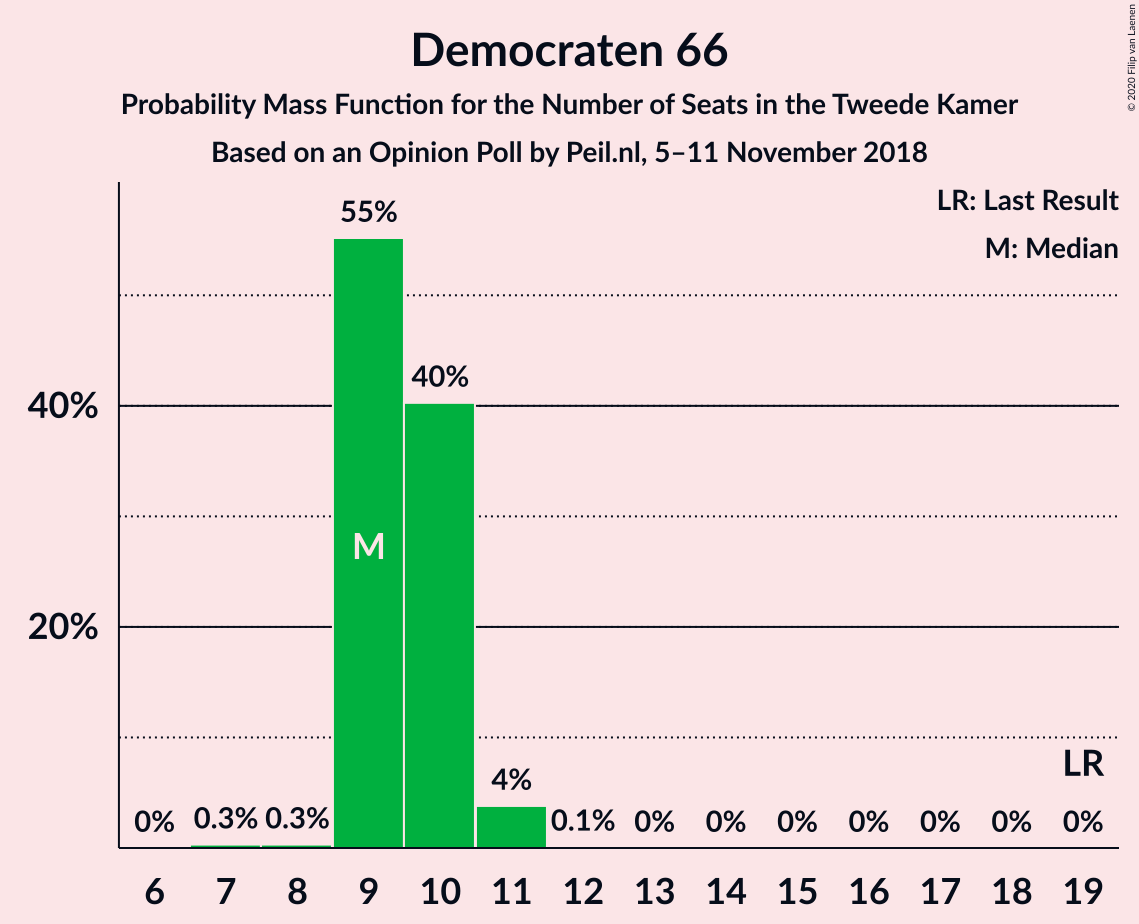 Democraten 66
Probability Mass Function for the Number of Seats in the Tweede Kamer
Based on an Opinion Poll by Peil.nl, 5–11 November 2018
© 2020 Filip van Laenen
LR: Last Result
M: Median
55%
40%
40%
M
20%
LR
0% 0.3% 0.3% 4% 0.1% 0% 0% 0% 0% 0% 0% 0%
6 7 8 9 10 11 12 13 14 15 16 17 18 19